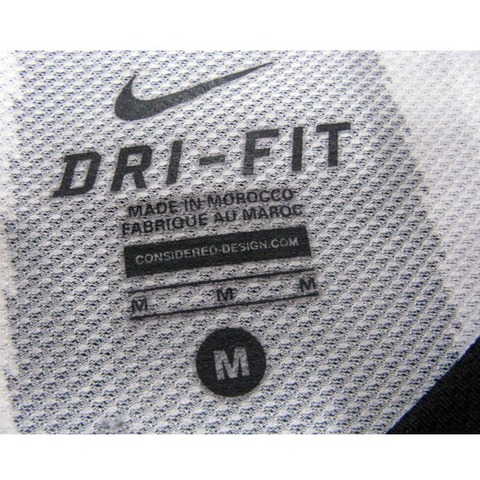 DRI-FIT
MADE IN MOROCCO
FABRIQUE AU MAROC
CONSIDERED-DESIGN.COM
M M M
M